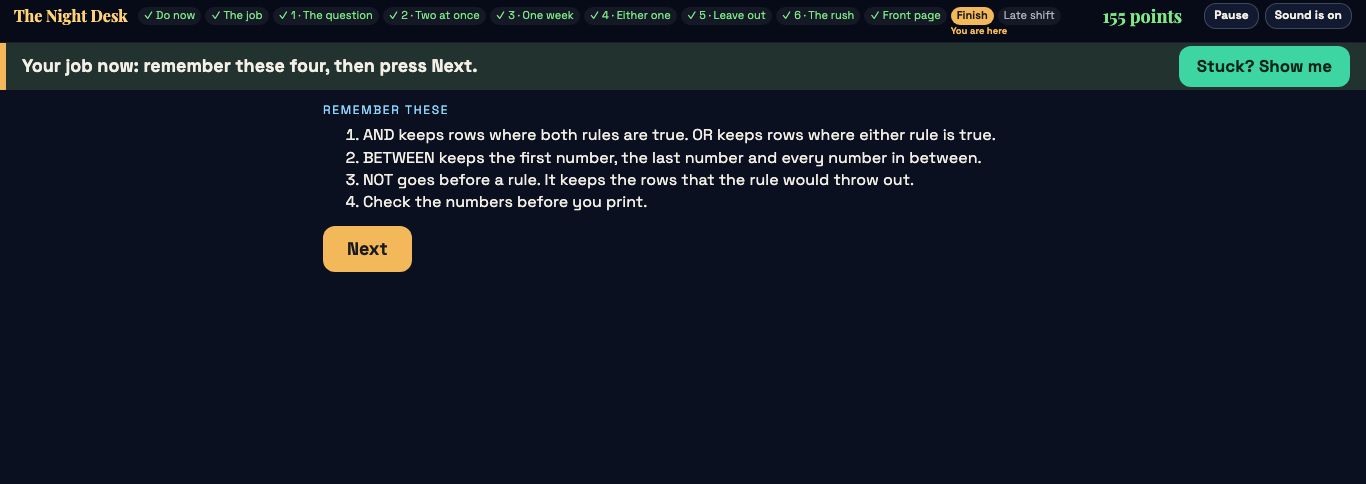 The Night Desk
✓ Do now
✓ The job
✓ 1 · The question
✓ 2 · Two at once
✓ 3 · One week
✓ 4 · Either one
✓ 5 · Leave out
✓ 6 · The rush
✓ Front page
Finish
You are here
Late shift
155 points
Pause
Sound is on
Your job now: remember these four, then press Next.
Stuck? Show me
REMEMBER THESE
1. AND keeps rows where both rules are true. OR keeps rows where either rule is true.
2. BETWEEN keeps the first number, the last number and every number in between.
3. NOT goes before a rule. It keeps the rows that the rule would throw out.
4. Check the numbers before you print.
Next